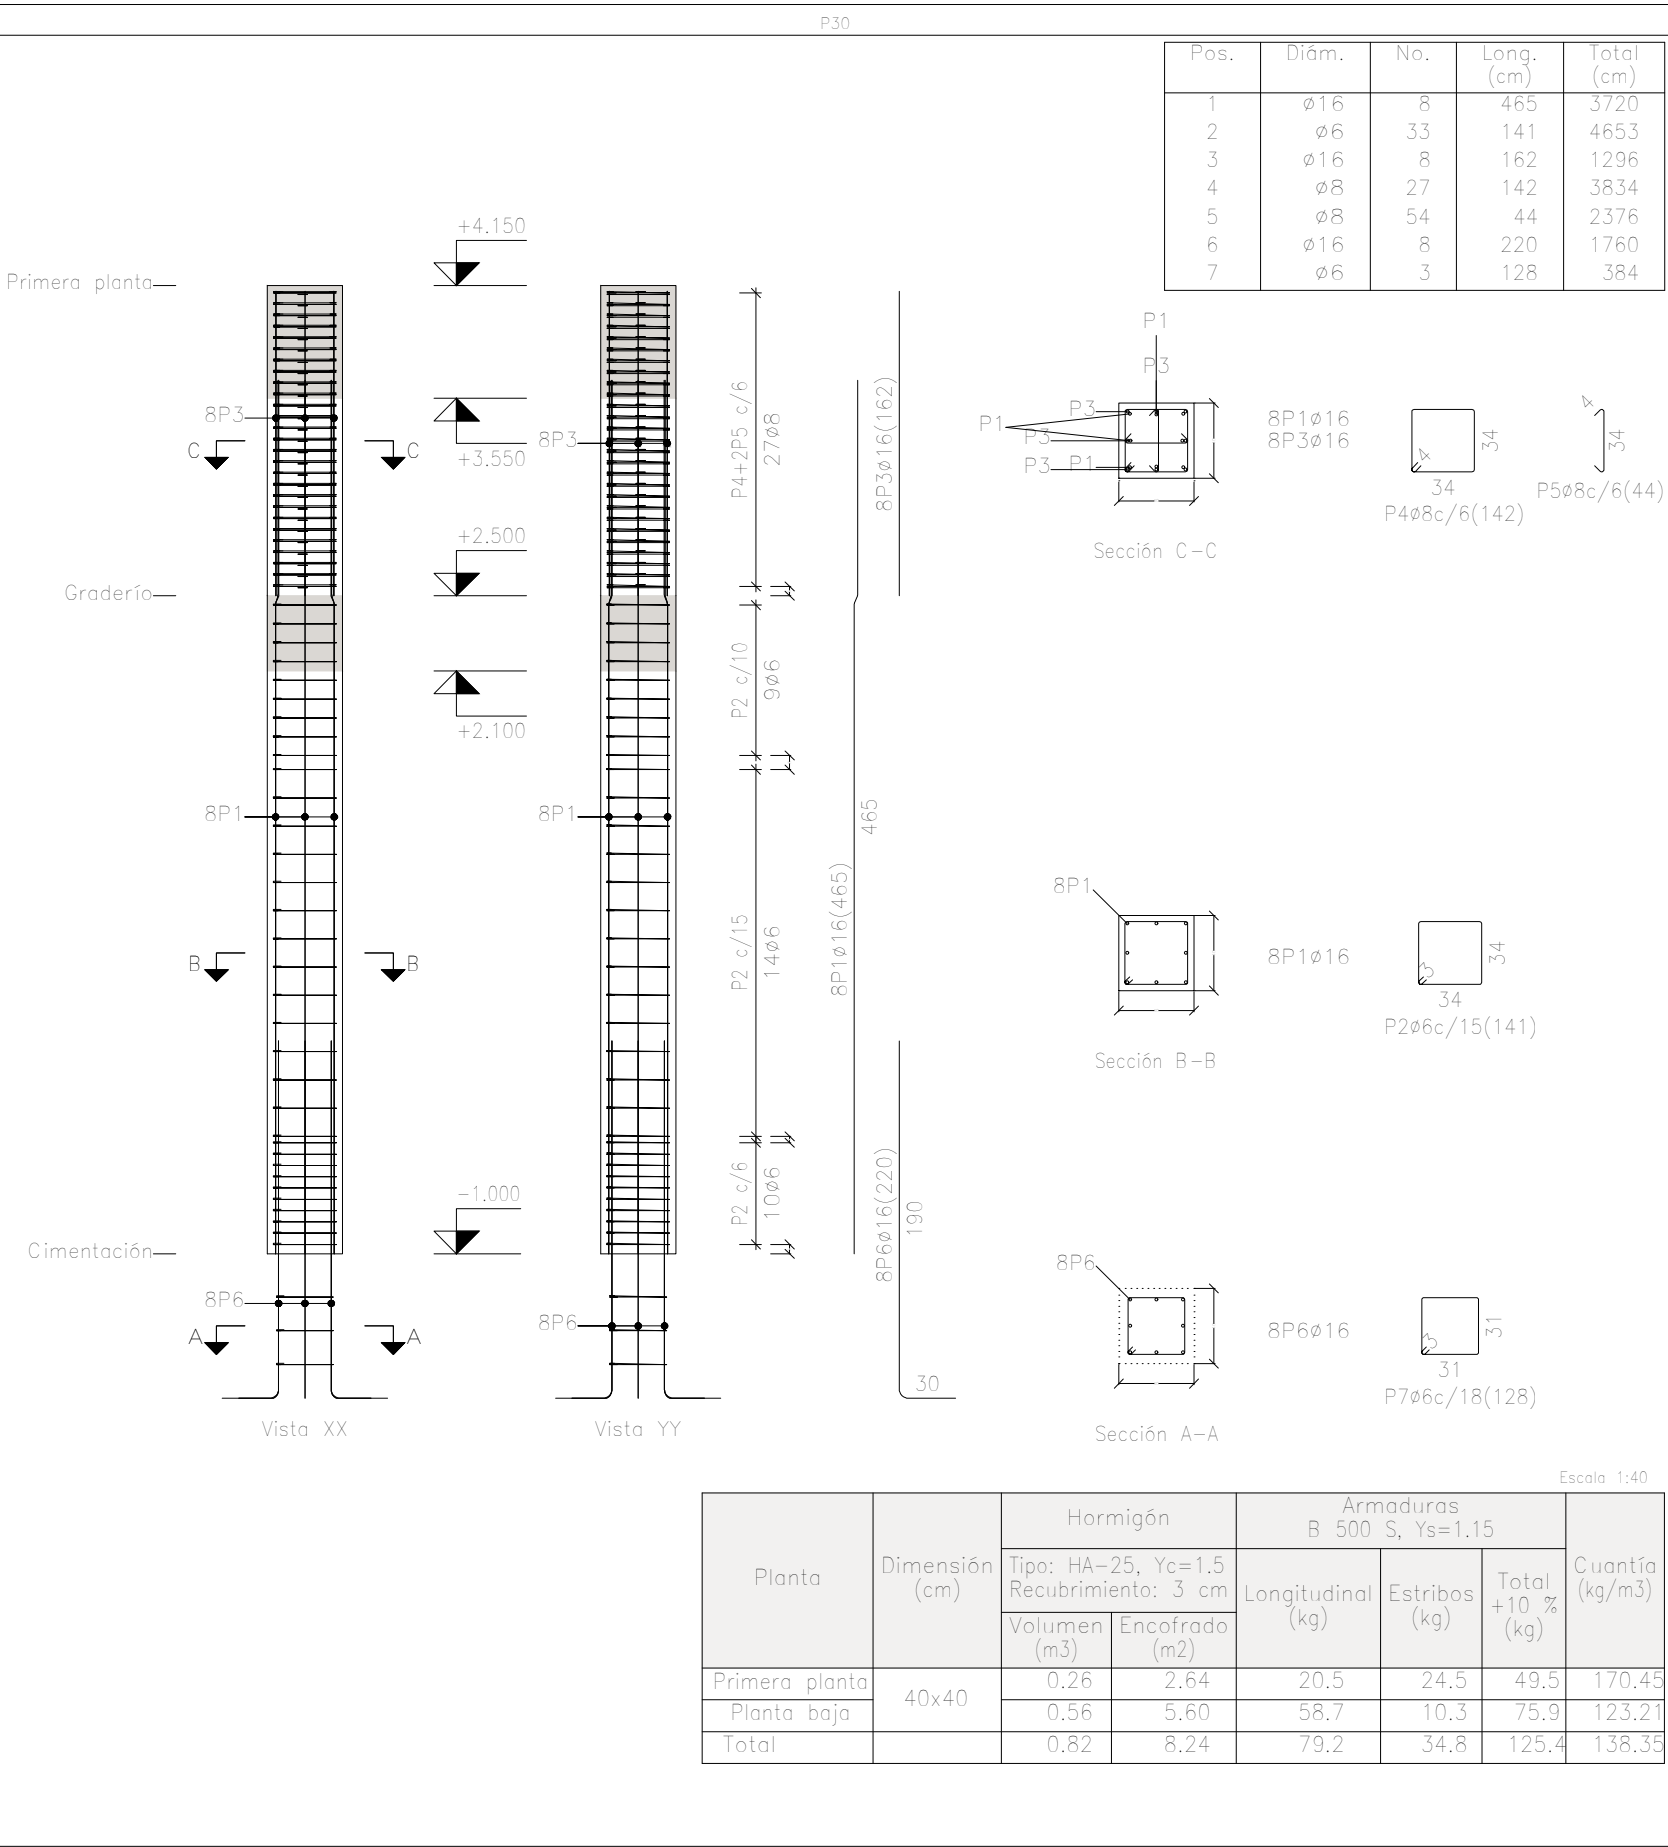 P30
Pos. Diám. No. Long. (cm) Total (cm)
1 ø16 8 465 3720
2 ø6 33 141 4653
3 ø16 8 162 1296
4 ø8 27 142 3834
5 ø8 54 44 2376
6 ø16 8 220 1760
7 ø6 3 128 384
Primera planta
+4.150
8P3
8P3
+3.550
C
C
+2.500
Graderío
+2.100
8P1
8P1
B
B
-1.000
Cimentación
8P6
8P6
A
A
Vista XX
Vista YY
P4+2P5 c/6
27ø8
P2 c/10
9ø6
P2 c/15
14ø6
P2 c/6
10ø6
8P3ø16(162)
465
8P1ø16(465)
8P6ø16(220)
190
30
P1
P3
P3
P1
P3
P3
P1
8P1ø16
8P3ø16
4
34
34
P4ø8c/6(142)
4
34
P5ø8c/6(44)
Sección C-C
8P1
8P1ø16
3
34
34
P2ø6c/15(141)
Sección B-B
8P6
8P6ø16
3
31
31
P7ø6c/18(128)
Sección A-A
Escala 1:40
Planta
Dimensión
(cm)
Hormigón
Tipo: HA-25, Yc=1.5
Recubrimiento: 3 cm
Volumen
(m3)
Encofrado
(m2)
Armaduras
B 500 S, Ys=1.15
Longitudinal
(kg)
Estribos
(kg)
Total
+10 %
(kg)
Cuantía
(kg/m3)
Primera planta 40x40 0.26 2.64 20.5 24.5 49.5 170.45
Planta baja 0.56 5.60 58.7 10.3 75.9 123.21
Total 0.82 8.24 79.2 34.8 125.4 138.35